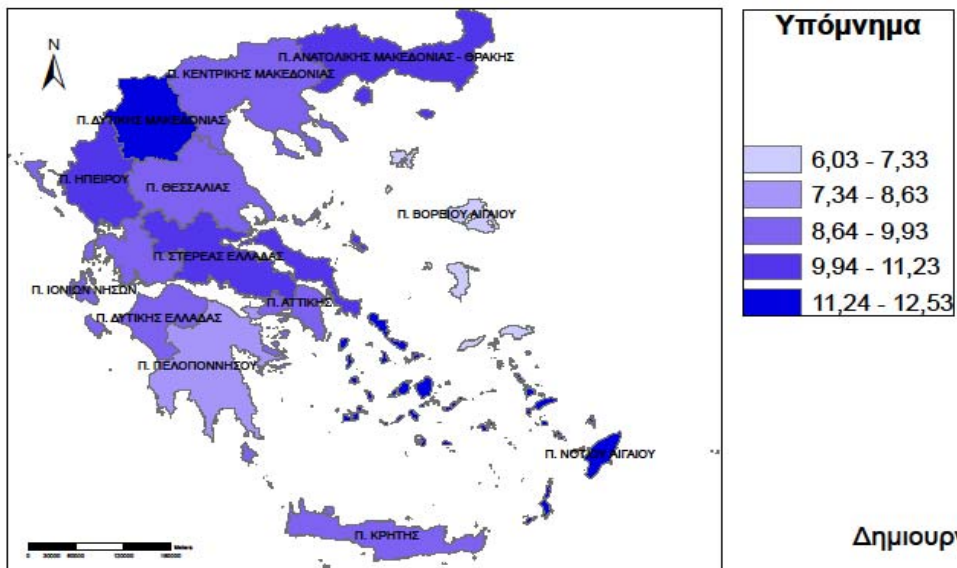 N
Π. ΑΝΑΤΟΛΙΚΗΣ ΜΑΚΕΔΟΝΙΑΣ - ΘΡΑΚΗΣ
Π. ΚΕΝΤΡΙΚΗΣ ΜΑΚΕΔΟΝΙΑΣ
Π. ΔΥΤΙΚΗΣ ΜΑΚΕΔΟΝΙΑΣ
Π. ΗΠΕΙΡΟΥ
Π. ΘΕΣΣΑΛΙΑΣ
Π. ΒΟΡΕΙΟΥ ΑΙΓΑΙΟΥ
Π. ΣΤΕΡΕΑΣ ΕΛΛΑΔΑΣ
Π. ΙΟΝΙΩΝ ΝΗΣΩΝ
Π. ΑΤΤΙΚΗΣ
Π. ΔΥΤΙΚΗΣ ΕΛΛΑΔΑΣ
Π. ΠΕΛΟΠΟΝΝΗΣΟΥ
Π. ΝΟΤΙΟΥ ΑΙΓΑΙΟΥ
Π. ΚΡΗΤΗΣ
Υπόμνημα
6,03 - 7,33
7,34 - 8,63
8,64 - 9,93
9,94 - 11,23
11,24 - 12,53